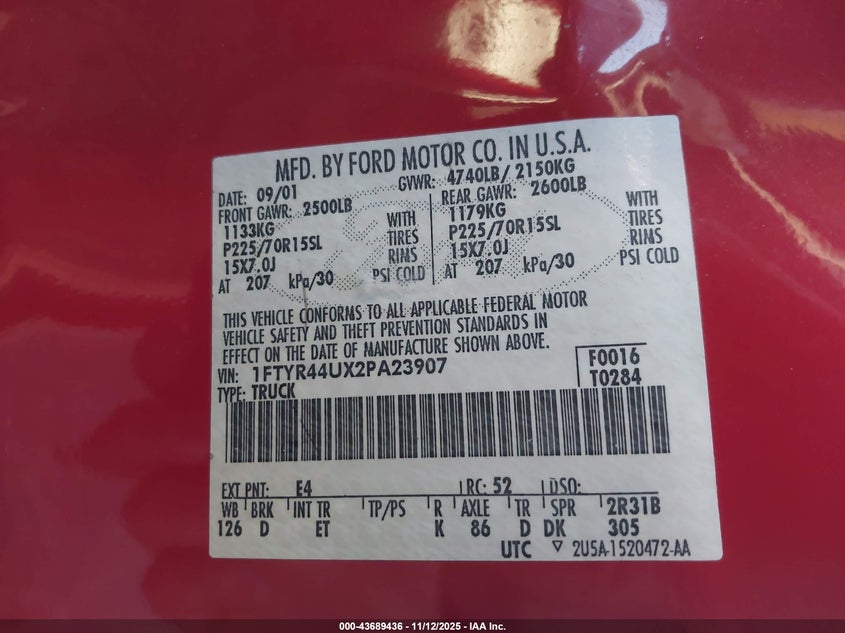 MFD. BY FORD MOTOR CO. IN U.S.A.
DATE: 09/01 GVWR: 4740LB/ 2150KG
FRONT GAWR: 2500LB REAR GAWR: 2600LB
1133KG WITH 1179KG WITH
P225/70R15SL TIRES P225/70R15SL TIRES
15X7.0J RIMS 15X7.0J RIMS
AT 207 kPa/30 PSI COLD AT 207 kPa/30 PSI COLD
THIS VEHICLE CONFORMS TO ALL APPLICABLE FEDERAL MOTOR
VEHICLE SAFETY AND THEFT PREVENTION STANDARDS IN
EFFECT ON THE DATE OF MANUFACTURE SHOWN ABOVE.
VIN: 1FTYR44UX2PA23907 F0016
TYPE: TRUCK T0284
EXT PNT: E4 RC: 52 DSO:
WB BRK INT TR TP/PS R AXLE TR SPR 2R31B
126 D ET K 86 D DK 305
UTC ▽ 2U5A-1520472-AA
000-43689436 - 11/12/2025 - IAA Inc.